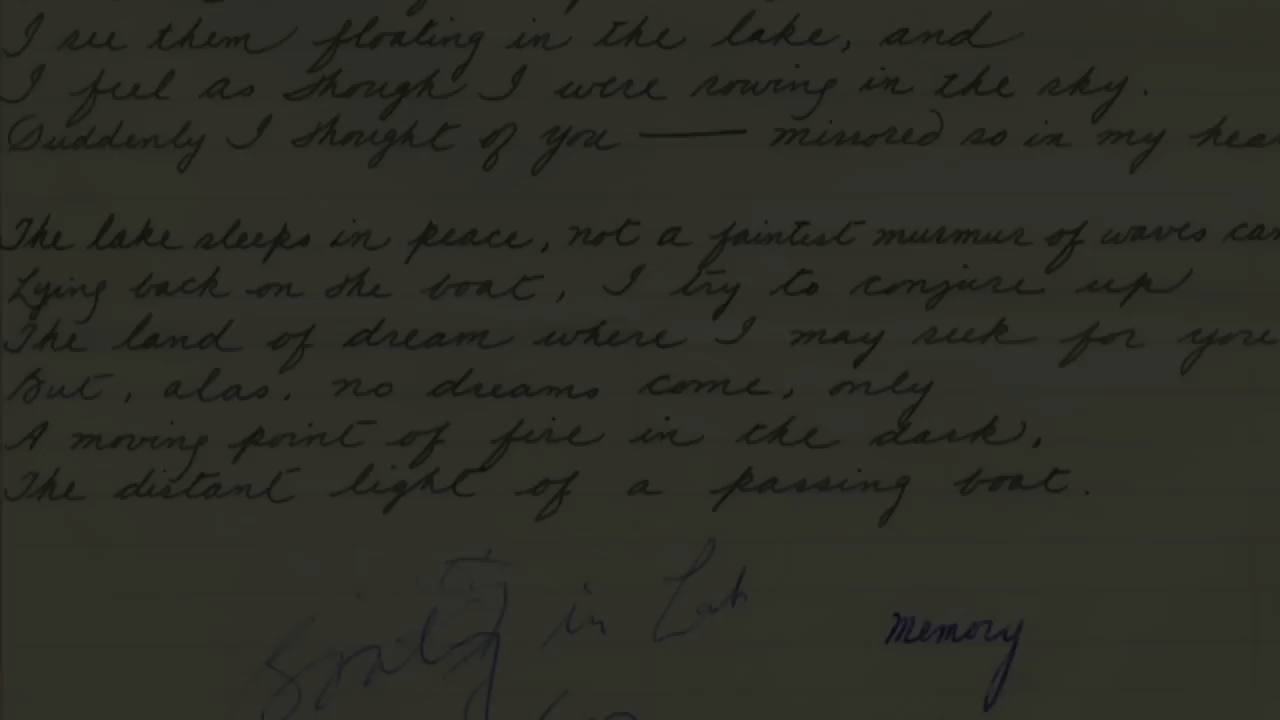 I see them floating in the lake, and
I feel as though I were rowing in the sky.
Suddenly I thought of you — mirrored so in my
The lake sleeps in peace, not a faintest murmur of waves
Lying back on the boat, I try to conjure up
The land of dream where I may seek for you
But, alas, no dreams come, only
A moving point of fire in the dark,
The distant light of a passing boat.
in
Memory